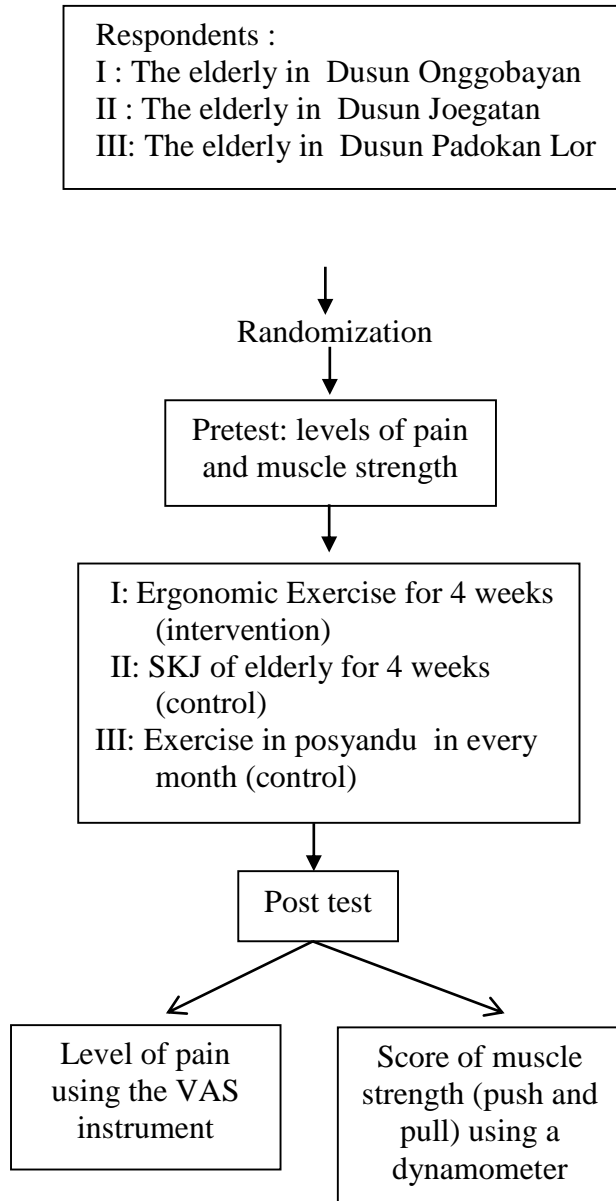 Respondents :
I : The elderly in Dusun Onggobayan
II : The elderly in Dusun Joegatan
III: The elderly in Dusun Padokan Lor
Randomization
Pretest: levels of pain
and muscle strength
I: Ergonomic Exercise for 4 weeks
(intervention)
II: SKJ of elderly for 4 weeks
(control)
III: Exercise in posyandu in every
month (control)
Post test
Level of pain
using the VAS
instrument
Score of muscle
strength (push and
pull) using a
dynamometer